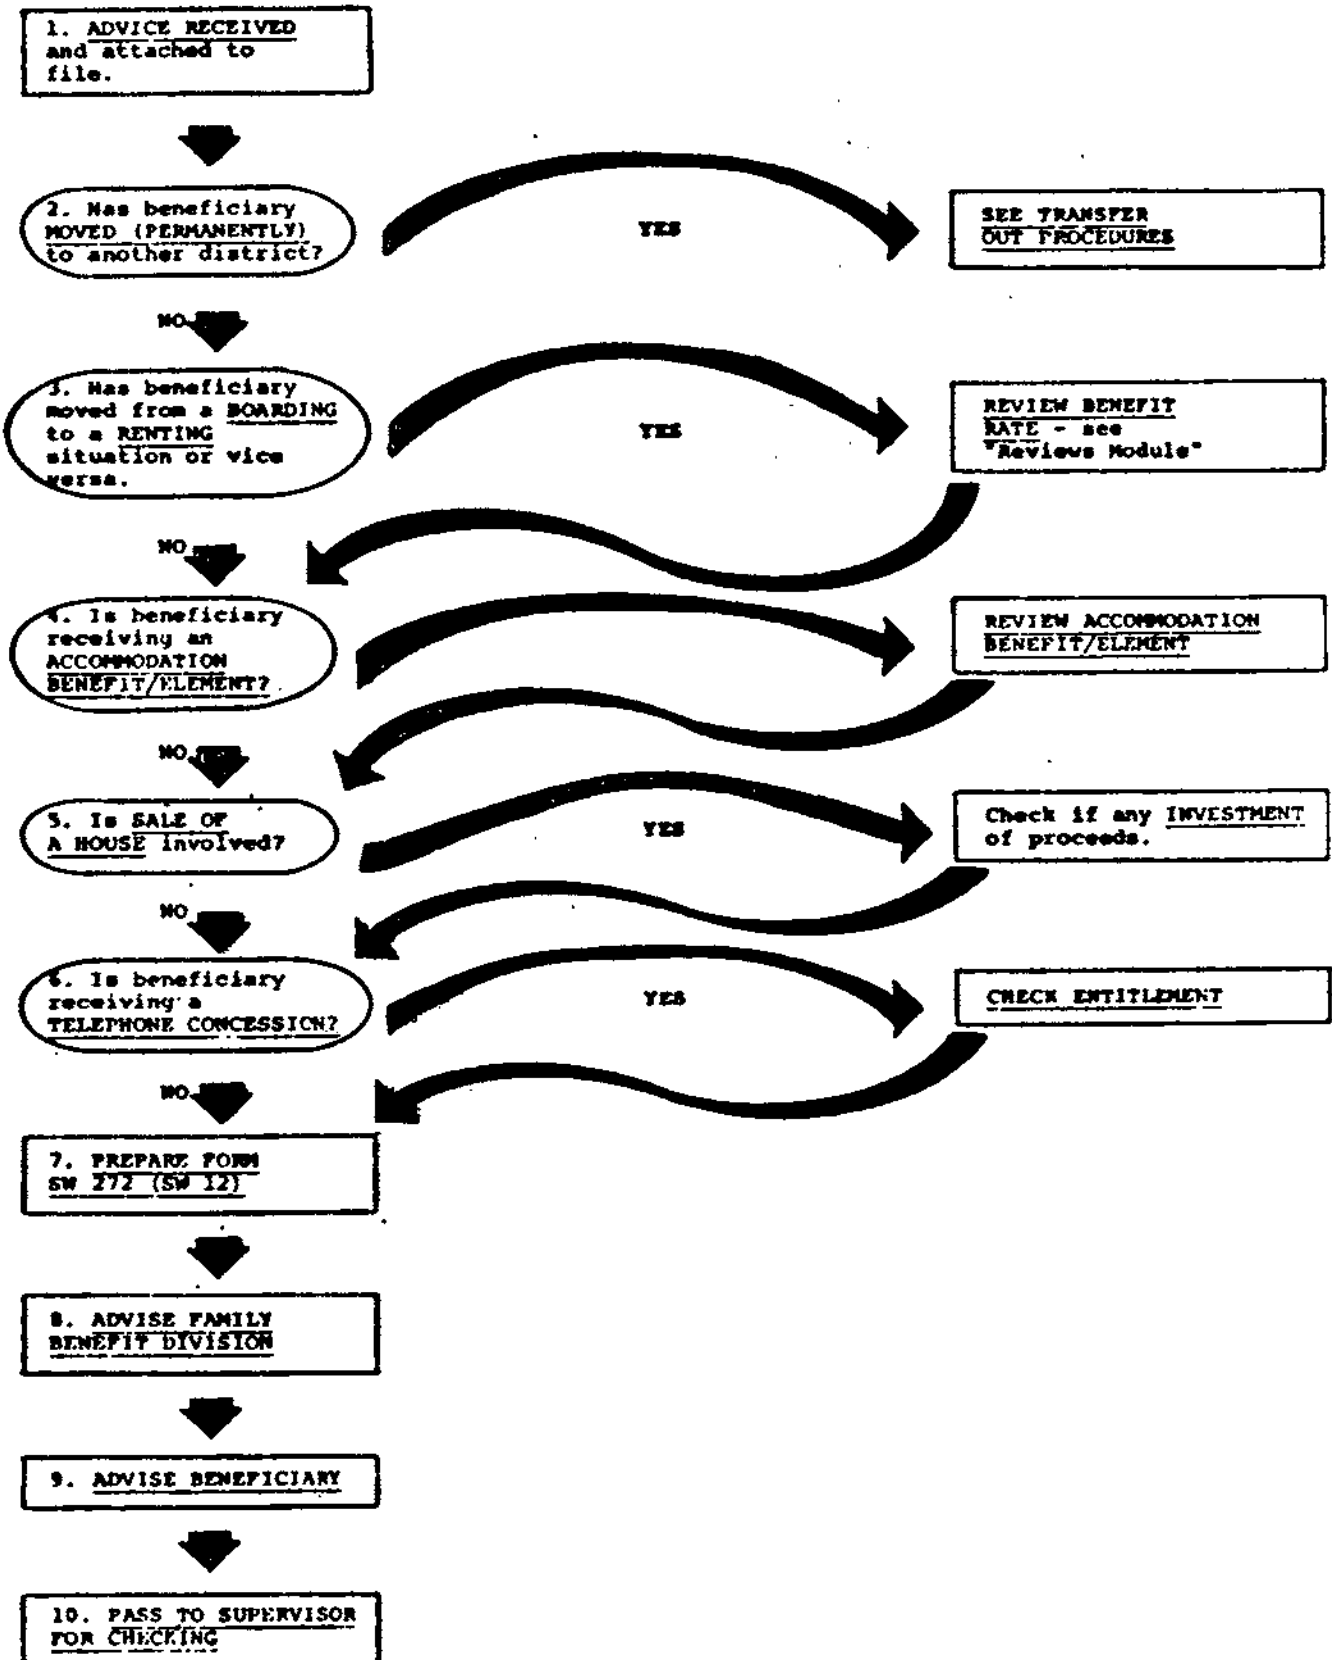 1. ADVICE RECEIVED
and attached to
file.
2. Has beneficiary
MOVED (PERMANENTLY)
to another district?
YES
SEE TRANSFER
OUT PROCEDURES
NO
3. Has beneficiary
moved from a BOARDING
to a RENTING
situation or vice
versa.
YES
REVIEW BENEFIT
RATE - see
"Reviews Module"
NO
4. Is beneficiary
receiving an
ACCOMMODATION
BENEFIT/ELEMENT?
REVIEW ACCOMMODATION
BENEFIT/ELEMENT
NO
5. Is SALE OF
A HOUSE involved?
YES
Check if any INVESTMENT
of proceeds.
NO
6. Is beneficiary
receiving a
TELEPHONE CONCESSION?
YES
CHECK ENTITLEMENT
NO
7. PREPARE FORM
SW 272 (SW 12)
8. ADVISE FAMILY
BENEFIT DIVISION
9. ADVISE BENEFICIARY
10. PASS TO SUPERVISOR
FOR CHECKING